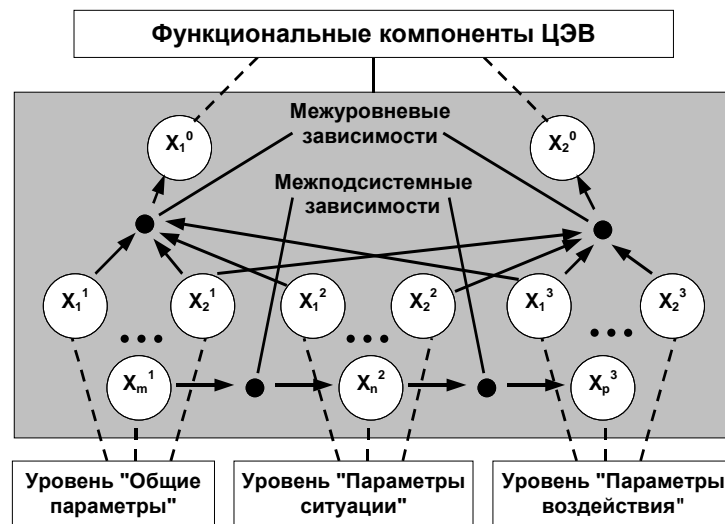 Функциональные компоненты ЦЭВ
Межуровневые
зависимости
X₁⁰
X₂⁰
Межподсистемные
зависимости
X₁¹
X₂¹
X₁²
X₂²
X₁³
X₂³
Xₘ¹
Xₙ²
Xₚ³
Уровень "Общие
параметры"
Уровень "Параметры
ситуации"
Уровень "Параметры
воздействия"